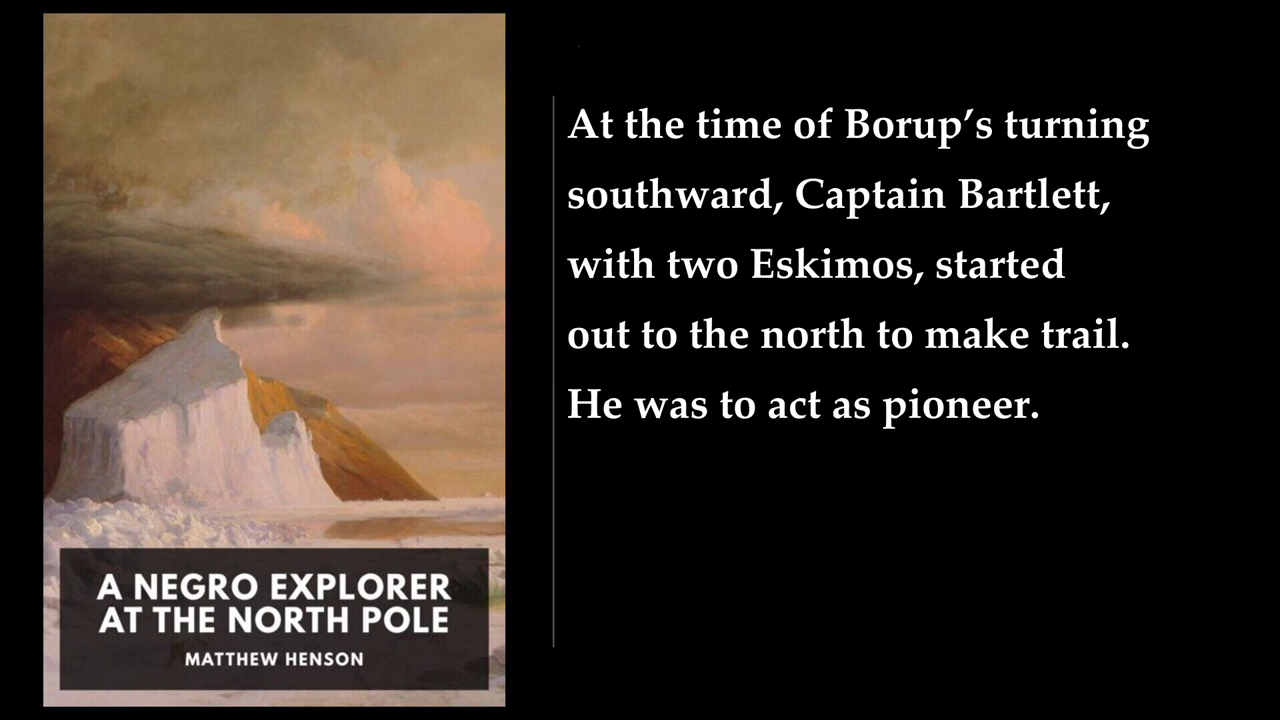 At the time of Borup’s turning
southward, Captain Bartlett,
with two Eskimos, started
out to the north to make trail.
He was to act as pioneer.
A NEGRO EXPLORER
AT THE NORTH POLE
MATTHEW HENSON